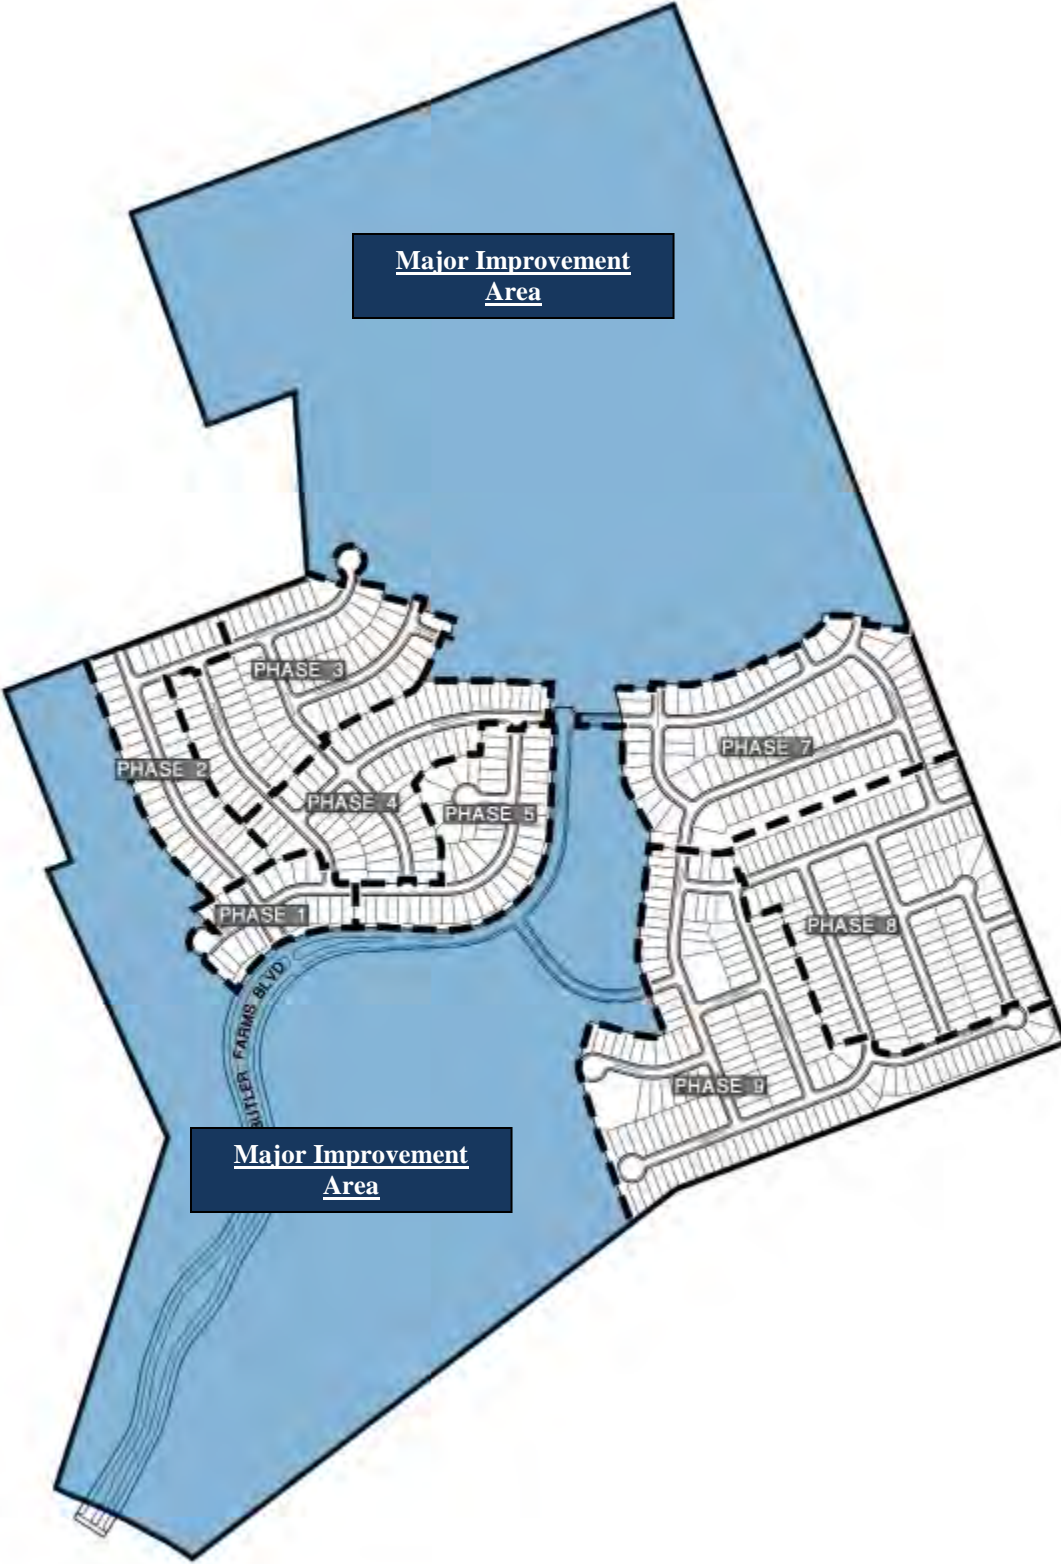 Major Improvement
Area
PHASE 3
PHASE 7
PHASE 2
PHASE 4
PHASE 5
PHASE 1
PHASE 8
BUTLER FARMS BLVD
PHASE 9
Major Improvement
Area